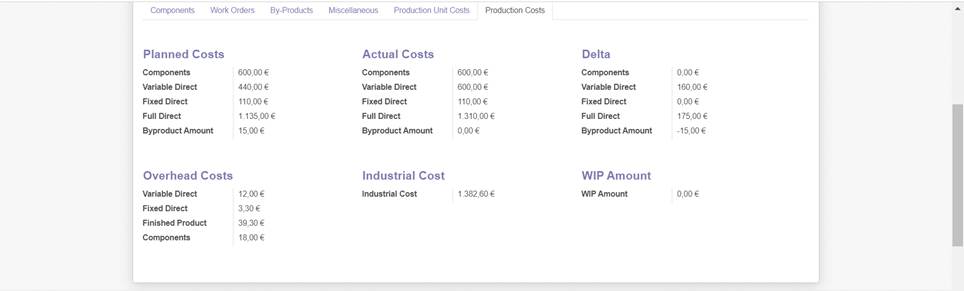 Components Work Orders By-Products Miscellaneous Production Unit Costs Production Costs
Planned Costs Actual Costs Delta
Components 600,00 € Components 600,00 € Components 0,00 €
Variable Direct 440,00 € Variable Direct 600,00 € Variable Direct 160,00 €
Fixed Direct 110,00 € Fixed Direct 110,00 € Fixed Direct 0,00 €
Full Direct 1.135,00 € Full Direct 1.310,00 € Full Direct 175,00 €
Byproduct Amount 15,00 € Byproduct Amount 0,00 € Byproduct Amount -15,00 €
Overhead Costs Industrial Cost WIP Amount
Variable Direct 12,00 € Industrial Cost 1.382,60 € WIP Amount 0,00 €
Fixed Direct 3,30 €
Finished Product 39,30 €
Components 18,00 €